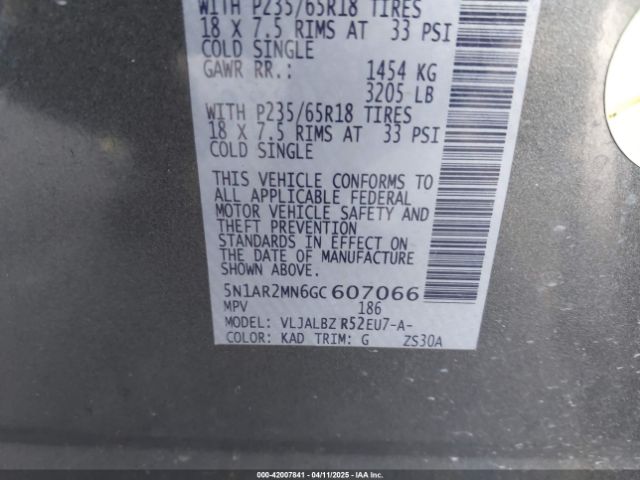 WITH P235/65R18 TIRES
18 X 7.5 RIMS AT 33 PSI
COLD SINGLE
GAWR RR.: 1454 KG
3205 LB
WITH P235/65R18 TIRES
18 X 7.5 RIMS AT 33 PSI
COLD SINGLE
THIS VEHICLE CONFORMS TO
ALL APPLICABLE FEDERAL
MOTOR VEHICLE SAFETY AND
THEFT PREVENTION
STANDARDS IN EFFECT ON
THE DATE OF MANUFACTURE
SHOWN ABOVE.
5N1AR2MN6GC607066
MPV 186
MODEL: VLJALBZ R52EU7-A-
COLOR: KAD TRIM: G ZS30A
000-42007841 - 04/11/2025 - IAAI.COM